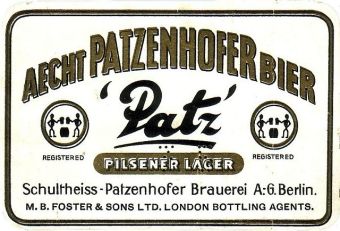 AECHT PATZENHOFER BIER
'Patz'
REGISTERED REGISTERED
PILSENER LAGER
Schultheiss-Patzenhofer Brauerei A:G. Berlin.
M. B. FOSTER & SONS LTD. LONDON BOTTLING AGENTS.